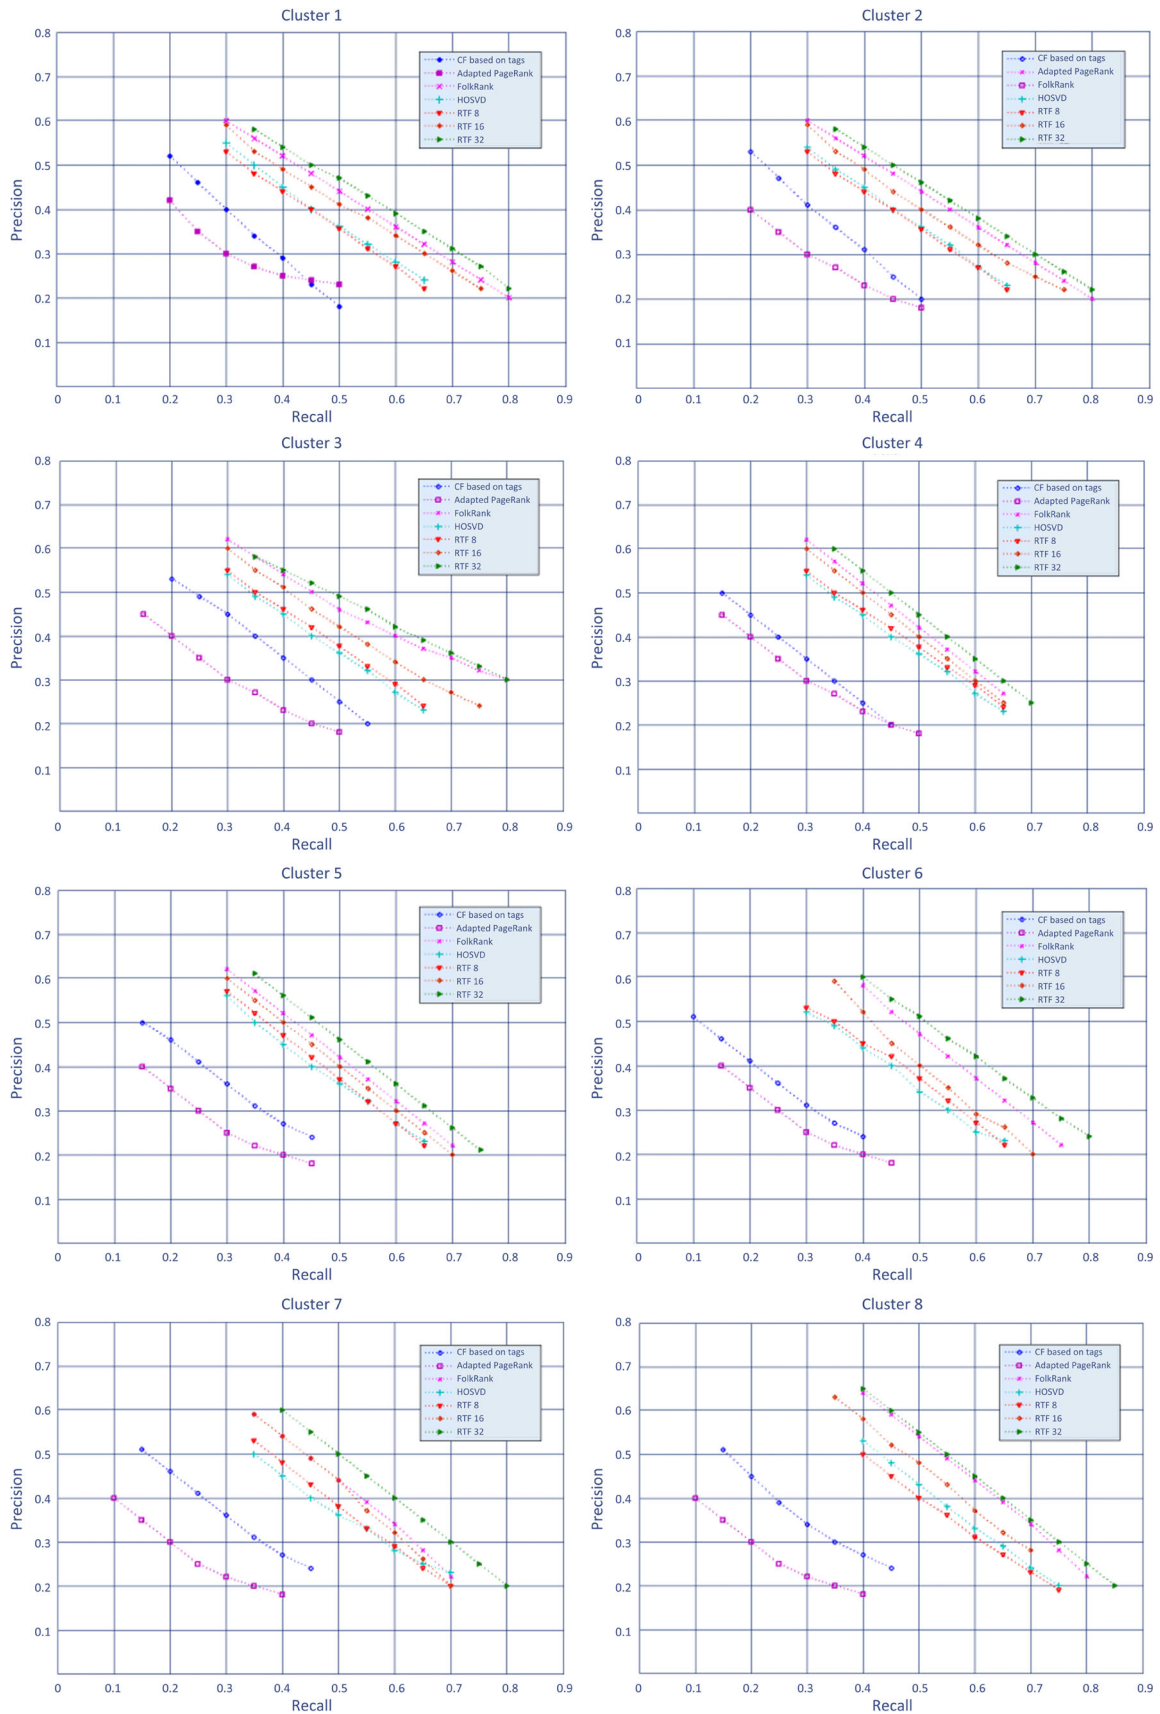 Cluster 1
0.8
0.7
0.6
0.5
0.4
0.3
0.2
0.1
Precision
CF based on tags
Adapted PageRank
FolkRank
HOSVD
RTF 8
RTF 16
RTF 32
0 0.1 0.2 0.3 0.4 0.5 0.6 0.7 0.8 0.9
Recall
Cluster 2
0.8
0.7
0.6
0.5
0.4
0.3
0.2
0.1
Precision
CF based on tags
Adapted PageRank
FolkRank
HOSVD
RTF 8
RTF 16
RTF 32
0 0.1 0.2 0.3 0.4 0.5 0.6 0.7 0.8 0.9
Recall
Cluster 3
0.8
0.7
0.6
0.5
0.4
0.3
0.2
0.1
Precision
CF based on tags
Adapted PageRank
FolkRank
HOSVD
RTF 8
RTF 16
RTF 32
0 0.1 0.2 0.3 0.4 0.5 0.6 0.7 0.8 0.9
Recall
Cluster 4
0.8
0.7
0.6
0.5
0.4
0.3
0.2
0.1
Precision
CF based on tags
Adapted PageRank
FolkRank
HOSVD
RTF 8
RTF 16
RTF 32
0 0.1 0.2 0.3 0.4 0.5 0.6 0.7 0.8 0.9
Recall
Cluster 5
0.8
0.7
0.6
0.5
0.4
0.3
0.2
0.1
Precision
CF based on tags
Adapted PageRank
FolkRank
HOSVD
RTF 8
RTF 16
RTF 32
0 0.1 0.2 0.3 0.4 0.5 0.6 0.7 0.8 0.9
Recall
Cluster 6
0.8
0.7
0.6
0.5
0.4
0.3
0.2
0.1
Precision
CF based on tags
Adapted PageRank
FolkRank
HOSVD
RTF 8
RTF 16
RTF 32
0 0.1 0.2 0.3 0.4 0.5 0.6 0.7 0.8 0.9
Recall
Cluster 7
0.8
0.7
0.6
0.5
0.4
0.3
0.2
0.1
Precision
CF based on tags
Adapted PageRank
FolkRank
HOSVD
RTF 8
RTF 16
RTF 32
0 0.1 0.2 0.3 0.4 0.5 0.6 0.7 0.8 0.9
Recall
Cluster 8
0.8
0.7
0.6
0.5
0.4
0.3
0.2
0.1
Precision
CF based on tags
Adapted PageRank
FolkRank
HOSVD
RTF 8
RTF 16
RTF 32
0 0.1 0.2 0.3 0.4 0.5 0.6 0.7 0.8 0.9
Recall